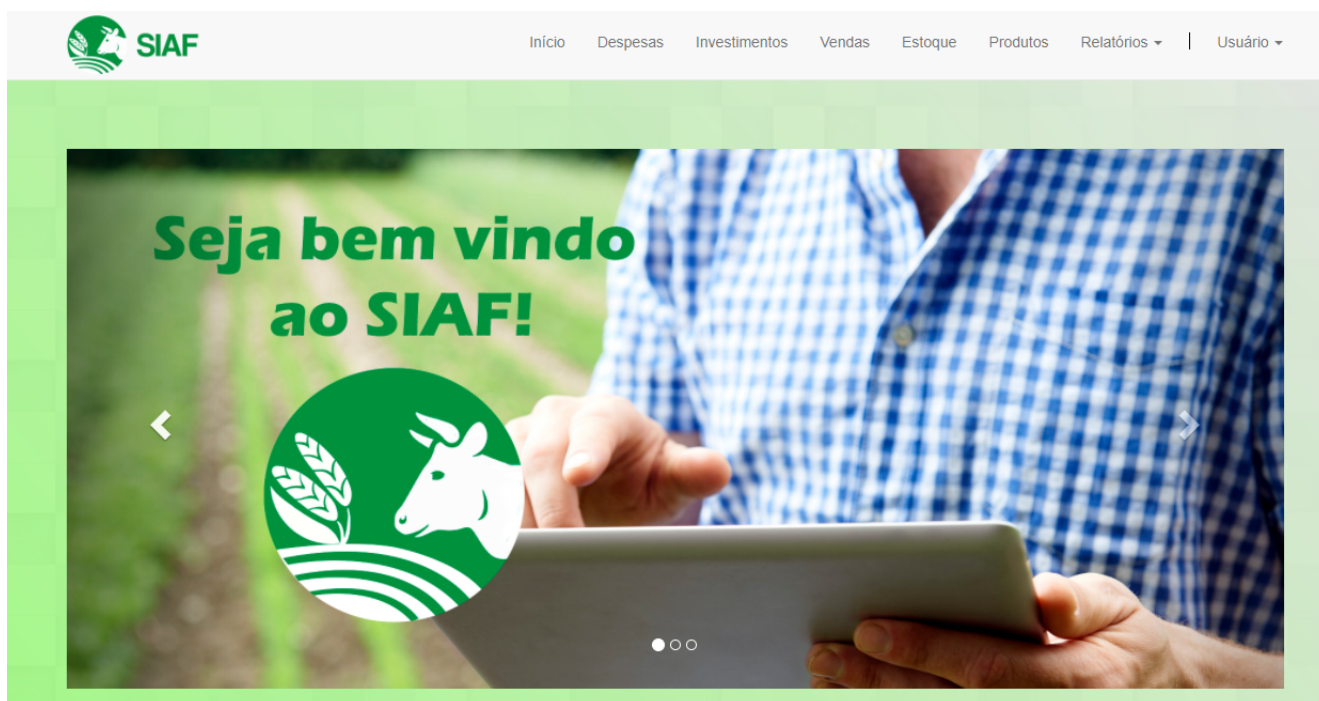 SIAF
Início Despesas Investimentos Vendas Estoque Produtos Relatórios Usuário
Seja bem vindo
ao SIAF!